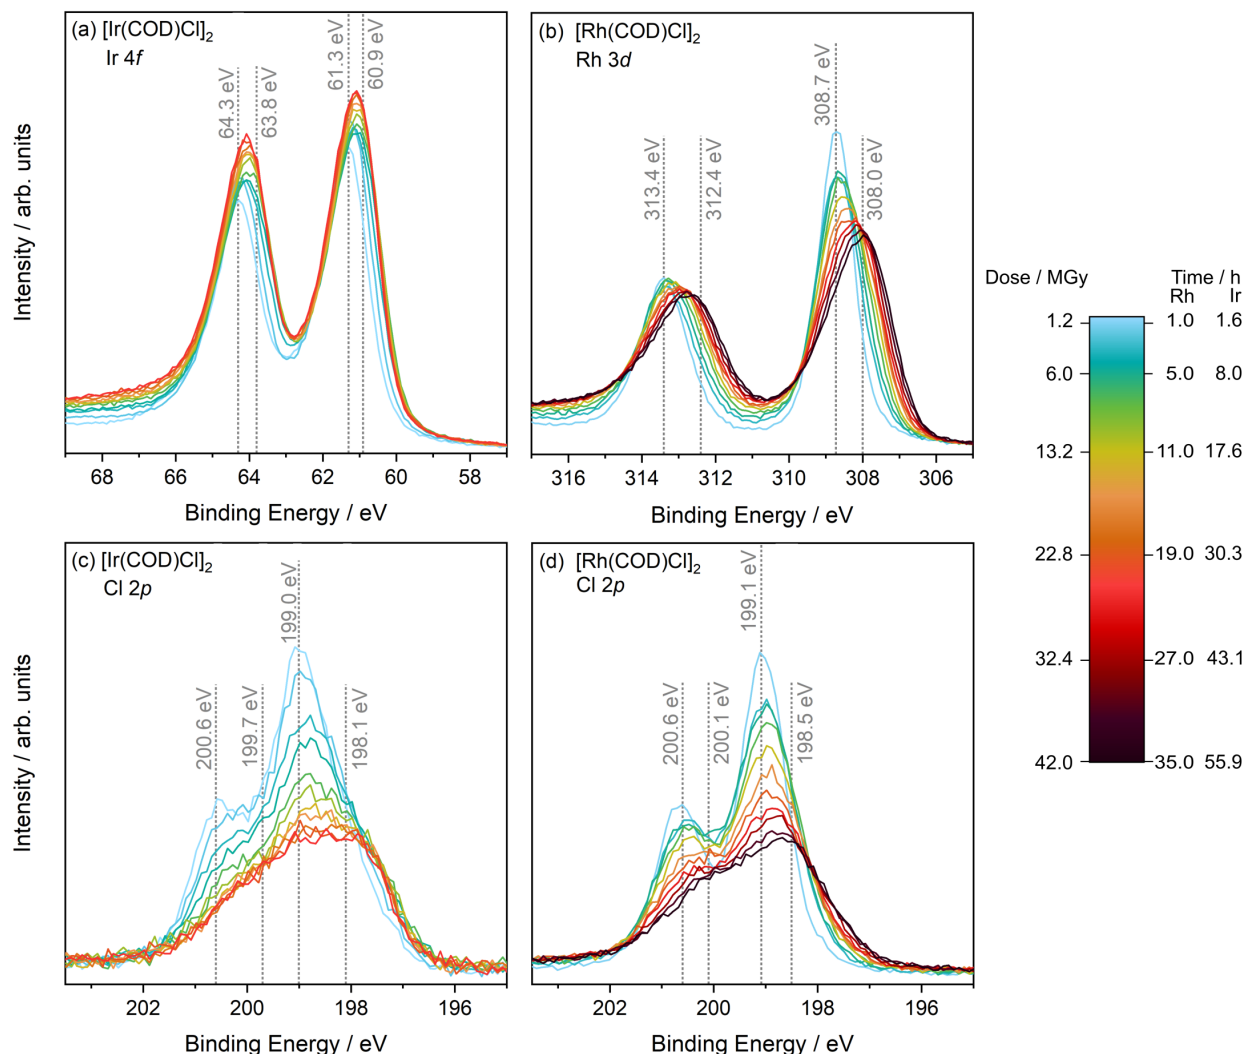 (a) [Ir(COD)Cl]2
Ir 4f
64.3 eV
63.8 eV
61.3 eV
60.9 eV
Intensity / arb. units
68 66 64 62 60 58
Binding Energy / eV
(b) [Rh(COD)Cl]2
Rh 3d
313.4 eV
312.4 eV
308.7 eV
308.0 eV
316 314 312 310 308 306
Binding Energy / eV
(c) [Ir(COD)Cl]2
Cl 2p
200.6 eV
199.7 eV
199.0 eV
198.1 eV
Intensity / arb. units
202 200 198 196
Binding Energy / eV
(d) [Rh(COD)Cl]2
Cl 2p
200.6 eV
200.1 eV
199.1 eV
198.5 eV
202 200 198 196
Binding Energy / eV
Dose / MGy Time / h
Rh Ir
1.2 1.0 1.6
6.0 5.0 8.0
13.2 11.0 17.6
22.8 19.0 30.3
32.4 27.0 43.1
42.0 35.0 55.9